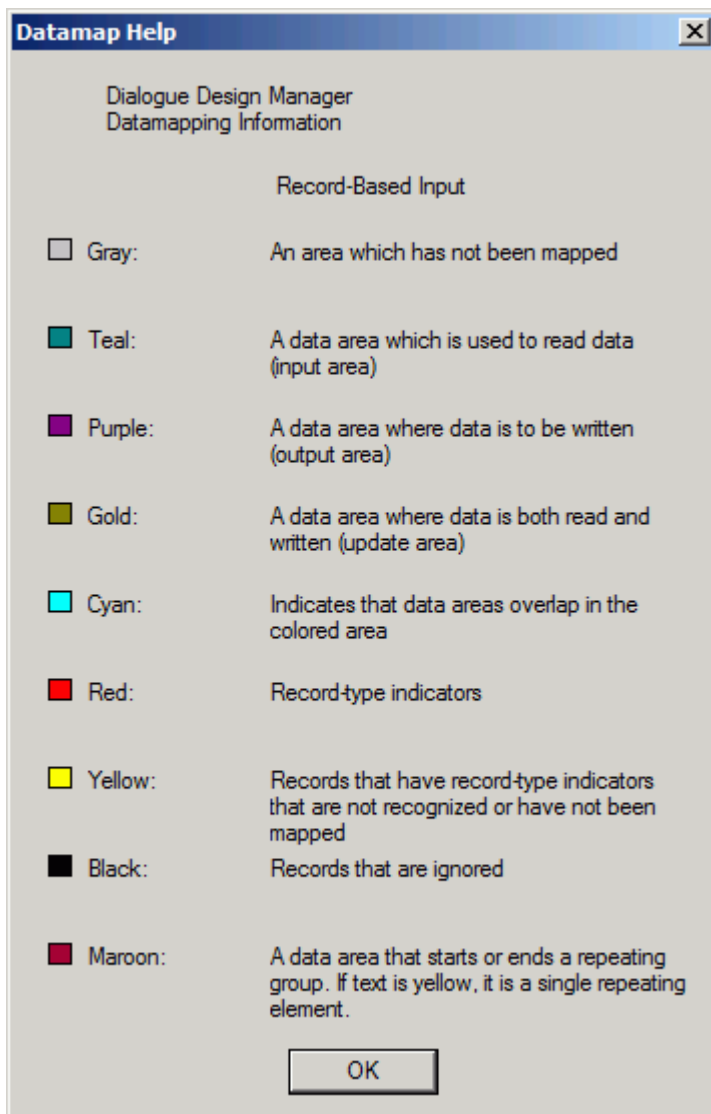 Datamap Help
Dialogue Design Manager
Datamapping Information
Record-Based Input
Gray: An area which has not been mapped
Teal: A data area which is used to read data
(input area)
Purple: A data area where data is to be written
(output area)
Gold: A data area where data is both read and
written (update area)
Cyan: Indicates that data areas overlap in the
colored area
Red: Record-type indicators
Yellow: Records that have record-type indicators
that are not recognized or have not been
mapped
Black: Records that are ignored
Maroon: A data area that starts or ends a repeating
group. If text is yellow, it is a single repeating
element.
OK